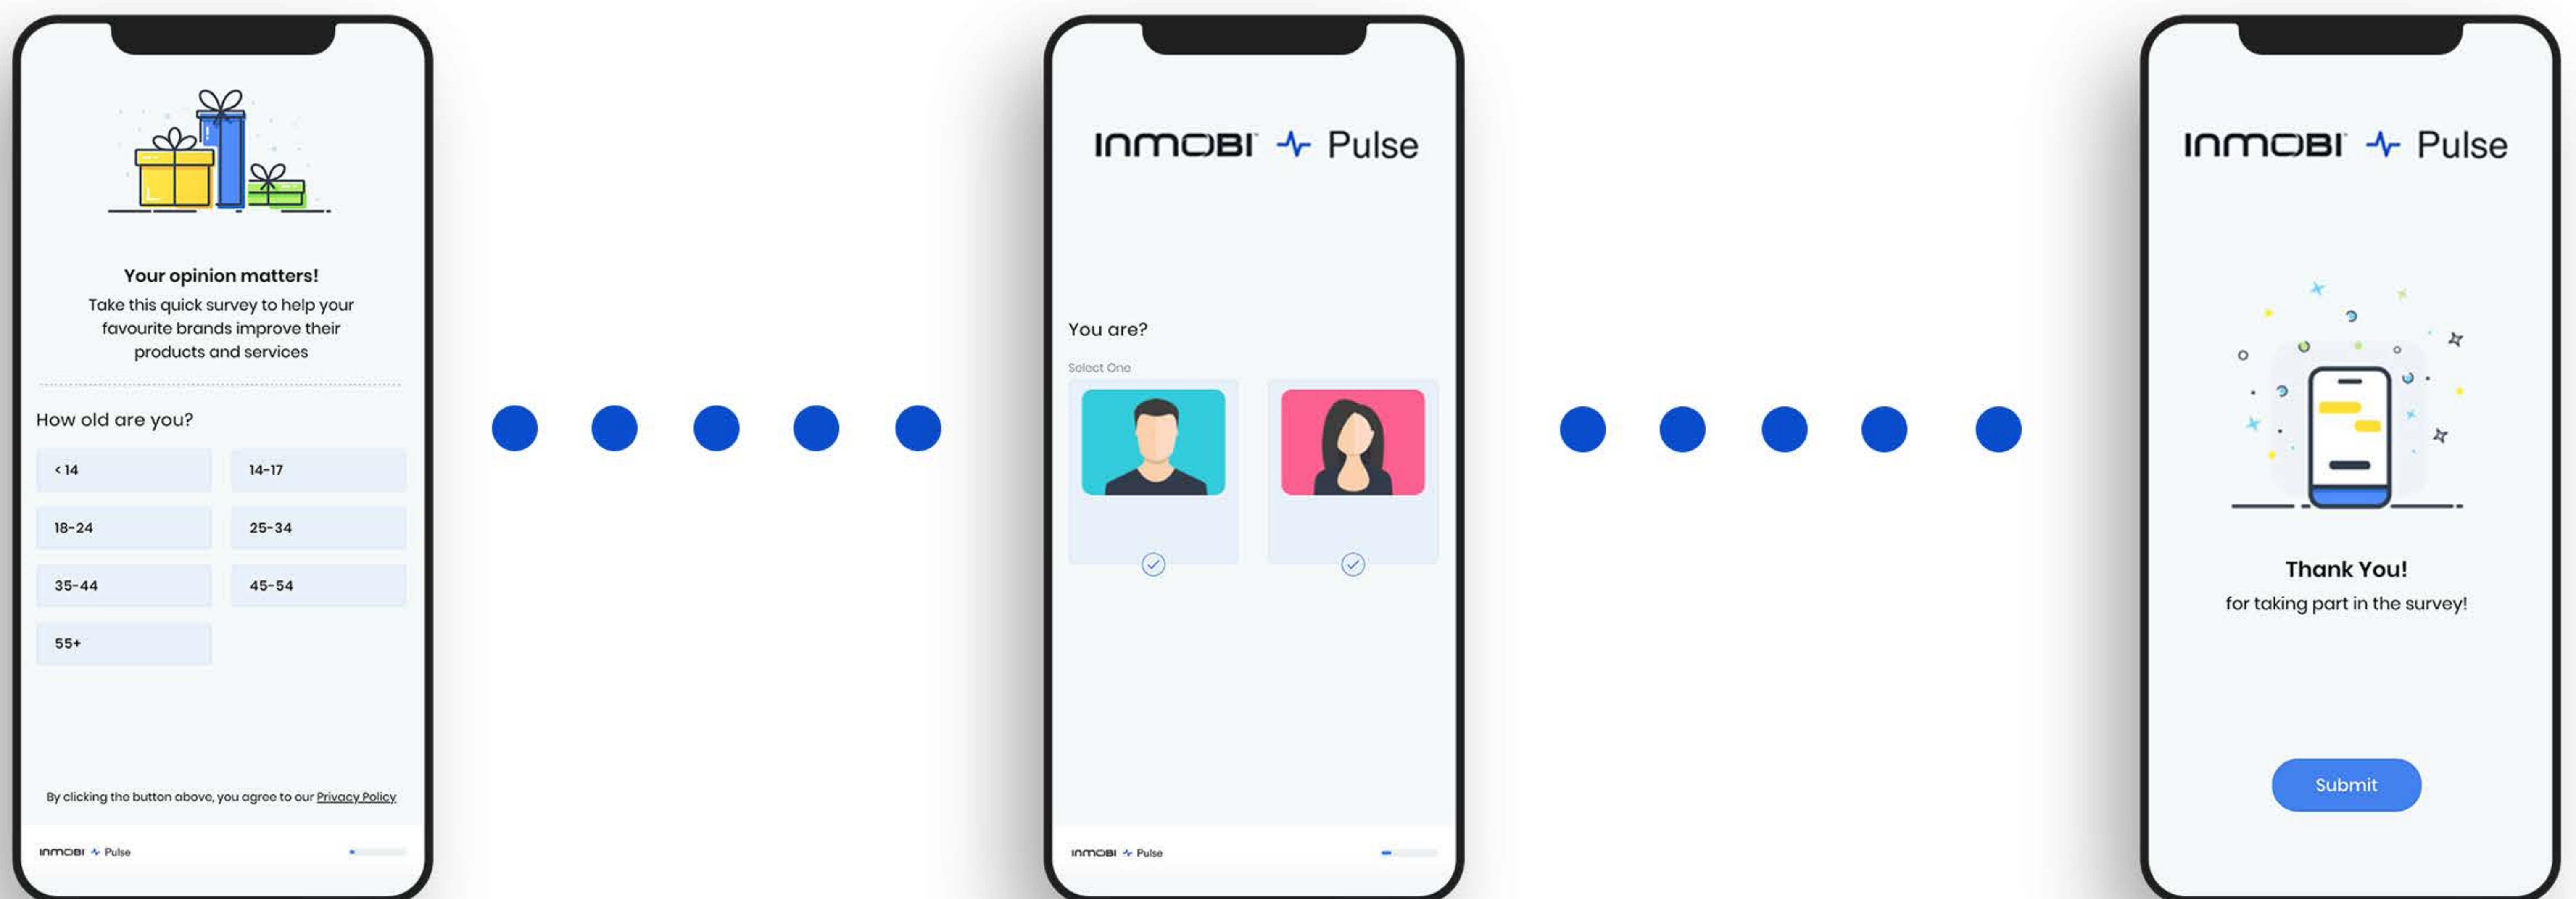 Your opinion matters!
Take this quick survey to help your
favourite brands improve their
products and services
How old are you?
< 14
14-17
18-24
25-34
35-44
45-54
55+
By clicking the button above, you agree to our Privacy Policy
INMOBI Pulse
INMOBI Pulse
You are?
Select One
INMOBI Pulse
INMOBI Pulse
Thank You!
for taking part in the survey!
Submit